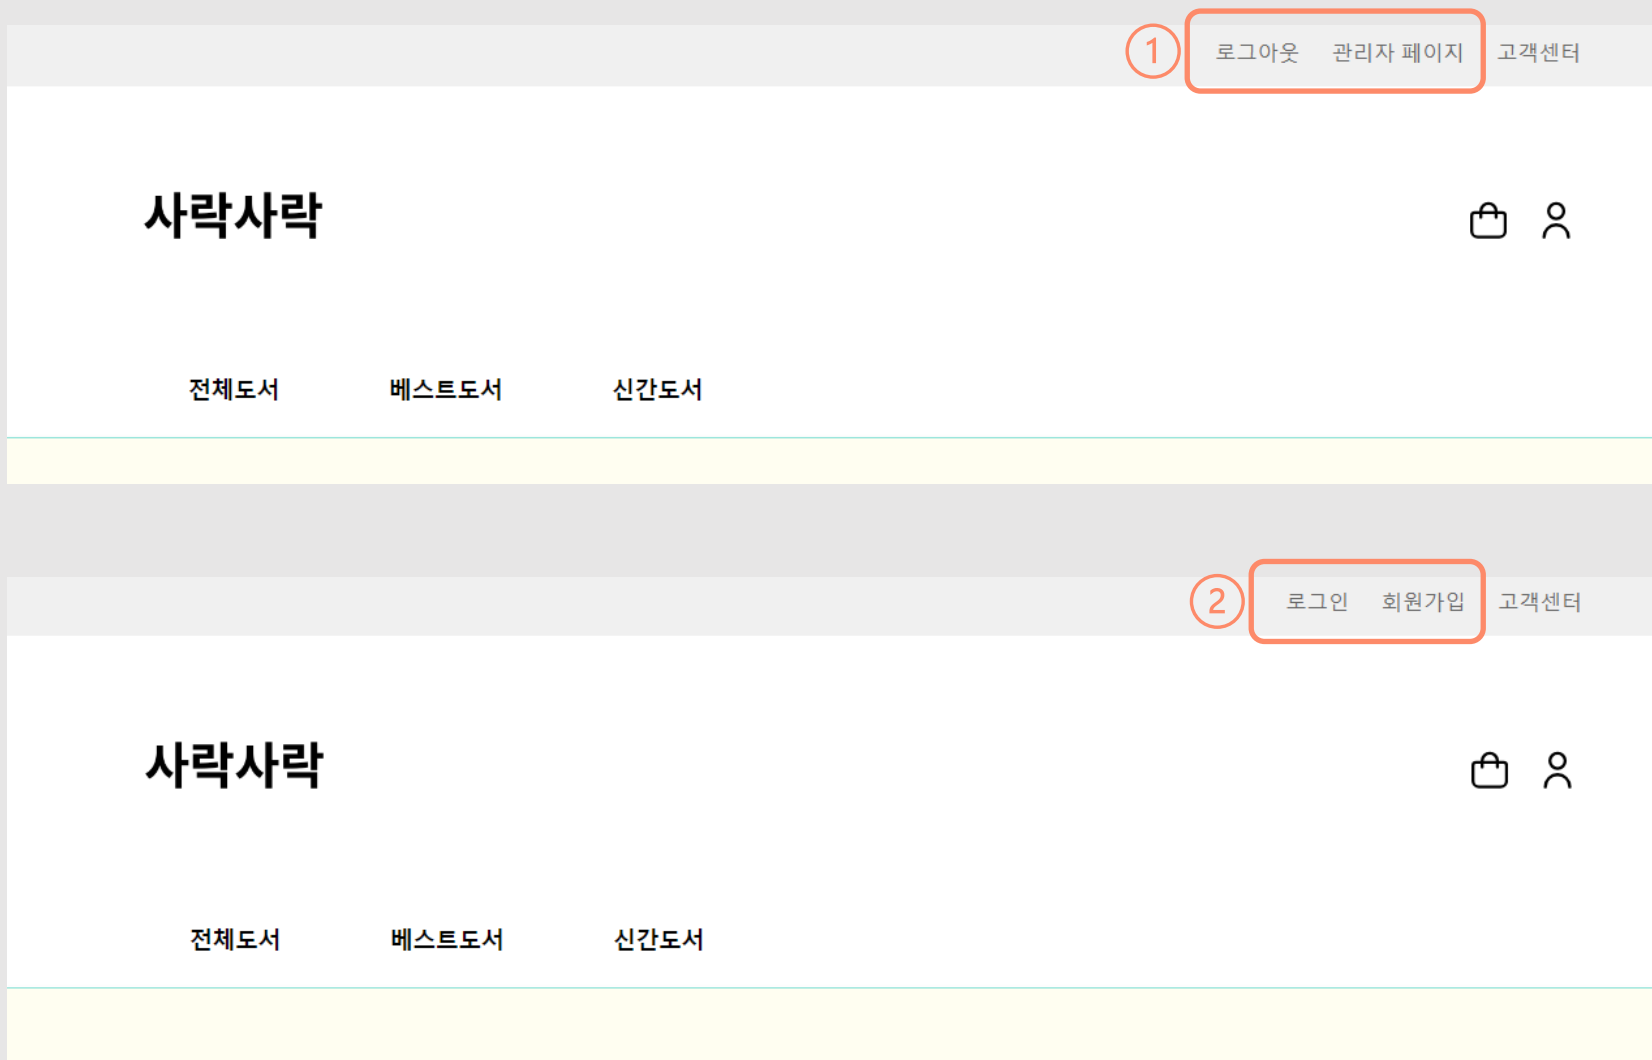 ① 로그아웃 관리자 페이지 고객센터
사락사락
전체도서 베스트도서 신간도서
② 로그인 회원가입 고객센터
사락사락
전체도서 베스트도서 신간도서